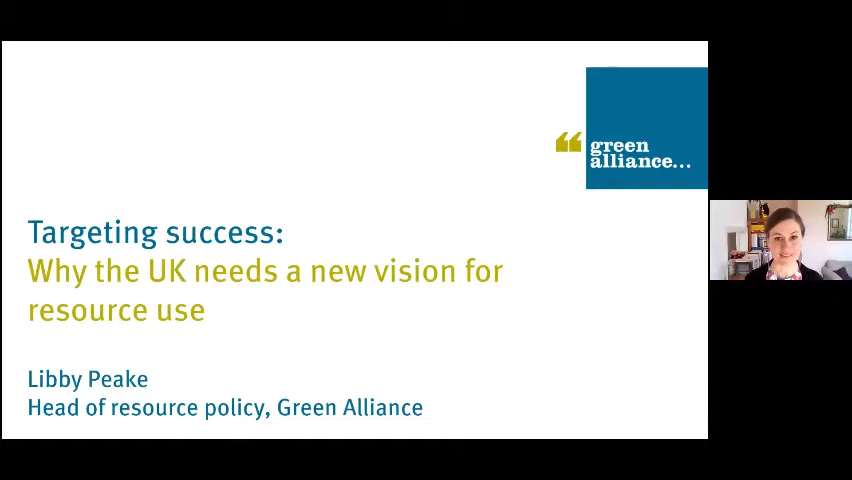 green
alliance...
Targeting success:
Why the UK needs a new vision for
resource use
Libby Peake
Head of resource policy, Green Alliance